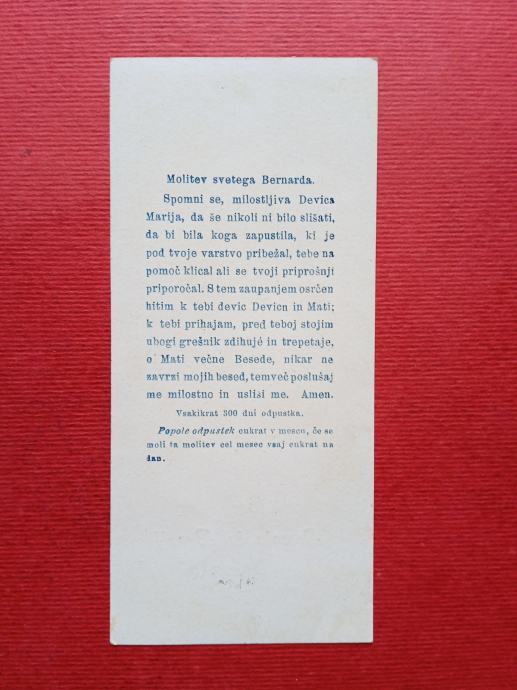 Molitev svetega Bernarda.
Spomni se, milostljiva Devica
Marija, da še nikoli ni bilo slišati,
da bi bila koga zapustila, ki je
pod tvoje varstvo pribežal, tebe na
pomoč klical ali se tvoji priprošnji
priporočal. S tem zaupanjem osrčen
hitim k tebi devic Devicn in Mati;
k tebi prihajam, pred teboj stojim
ubogi grešnik zdihujé in trepetaje,
o Mati večne Besede, nikar ne
zavrzi mojih besed, temveč poslušaj
me milostno in usliši me. Amen.
Vsakikrat 300 dni odpustka.
Popole odpustek enkrat v mesecu, če se
moli ta molitev cel mesec vsaj enkrat na
dan.